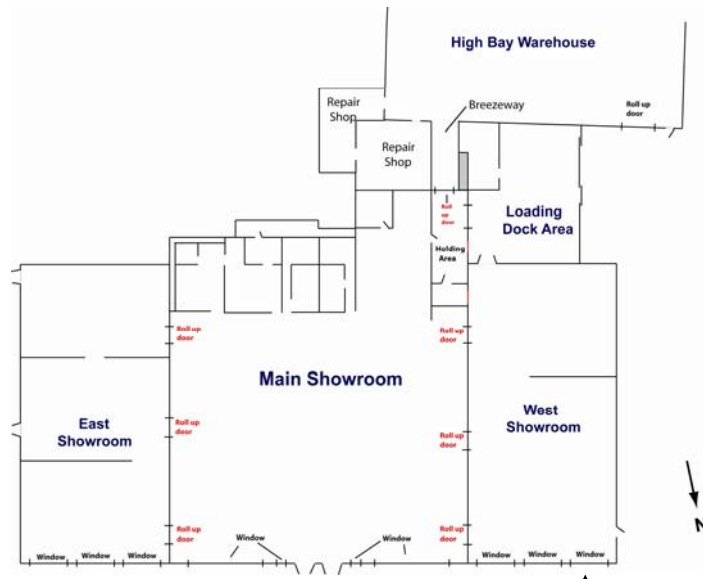 High Bay Warehouse
Repair
Shop
Breezeway
Roll up
door
Repair
Shop
Roll
up
door
Loading
Dock Area
Holding
Area
Roll up
door
Roll up
door
Main Showroom
East
Showroom
Roll up
door
Roll up
door
West
Showroom
Roll up
door
Roll up
door
Window
Window
Window
Window
Window
Window
Window
Window
N